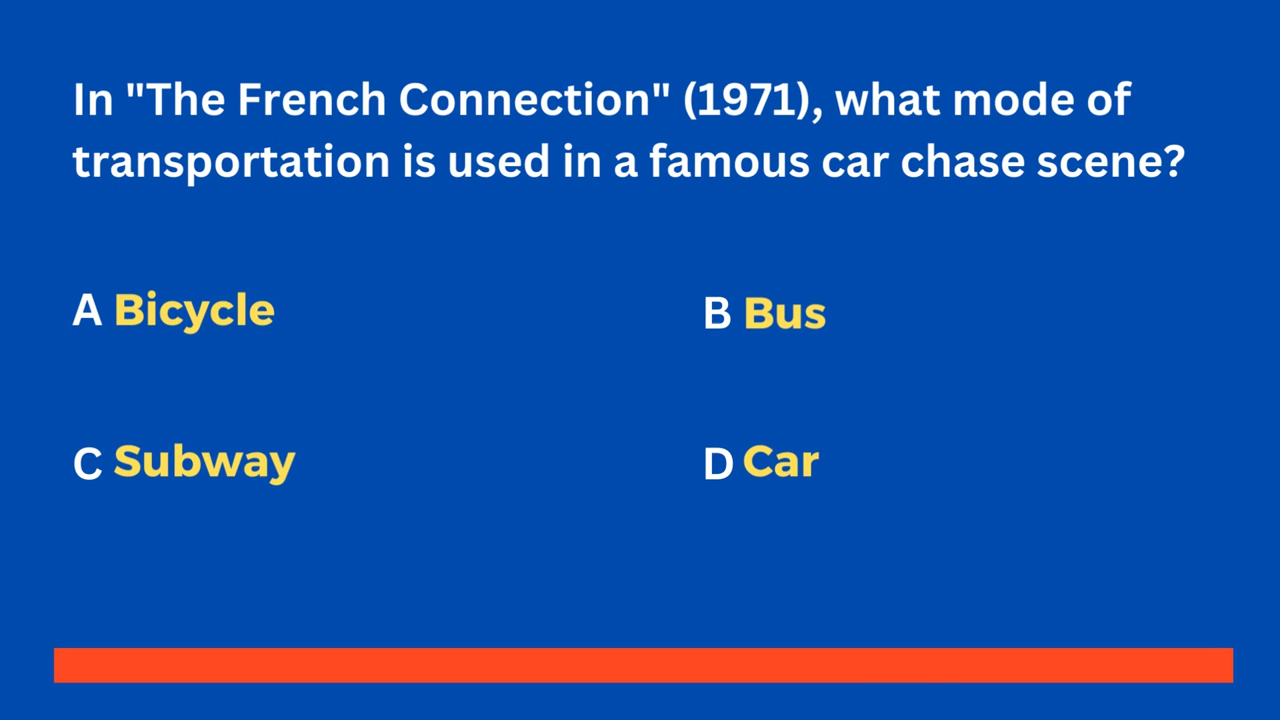 In "The French Connection" (1971), what mode of
transportation is used in a famous car chase scene?
A Bicycle
B Bus
C Subway
D Car